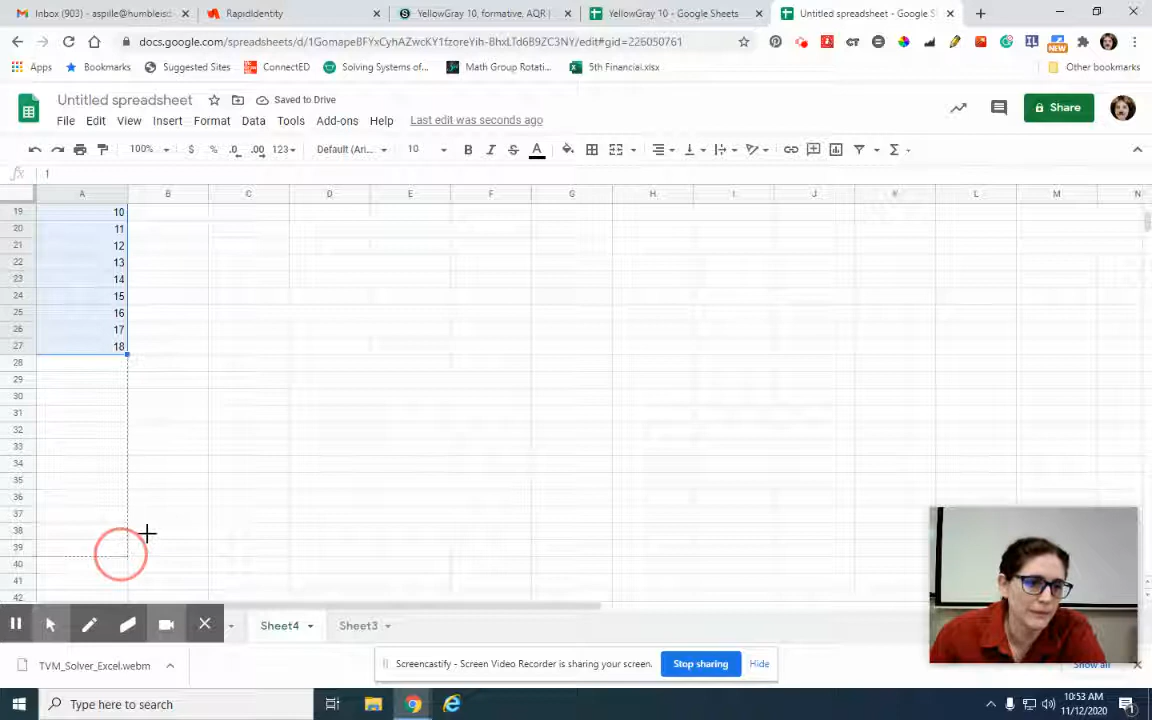 Inbox (903) - aspille@humbleisd
RapidIdentity
YellowGray 10, formative, AQR |
YellowGray 10 - Google Sheets
Untitled spreadsheet - Google S
docs.google.com/spreadsheets/d/1GomapeBFYxCyhAZwcKY1fzoreYih-BhxLTd6B9ZC3NY/edit#gid=226050761
NEW
Apps
Bookmarks
Suggested Sites
ConnectED
Solving Systems of...
Math Group Rotati...
5th Financial.xlsx
Other bookmarks
Untitled spreadsheet
Saved to Drive
Share
File Edit View Insert Format Data Tools Add-ons Help Last edit was seconds ago
100% $ % .0 .00 123 Default (Ari... 10 B I S A
fx 1
A B C D E F G H I J K L M N
19 10
20 11
21 12
22 13
23 14
24 15
25 16
26 17
27 18
28
29
30
31
32
33
34
35
36
37
38
39
40
41
42
Sheet4
Sheet3
TVM_Solver_Excel.webm
Screencastify - Screen Video Recorder is sharing your screen.
Stop sharing
Hide
Show all
Type here to search
10:53 AM
11/12/2020